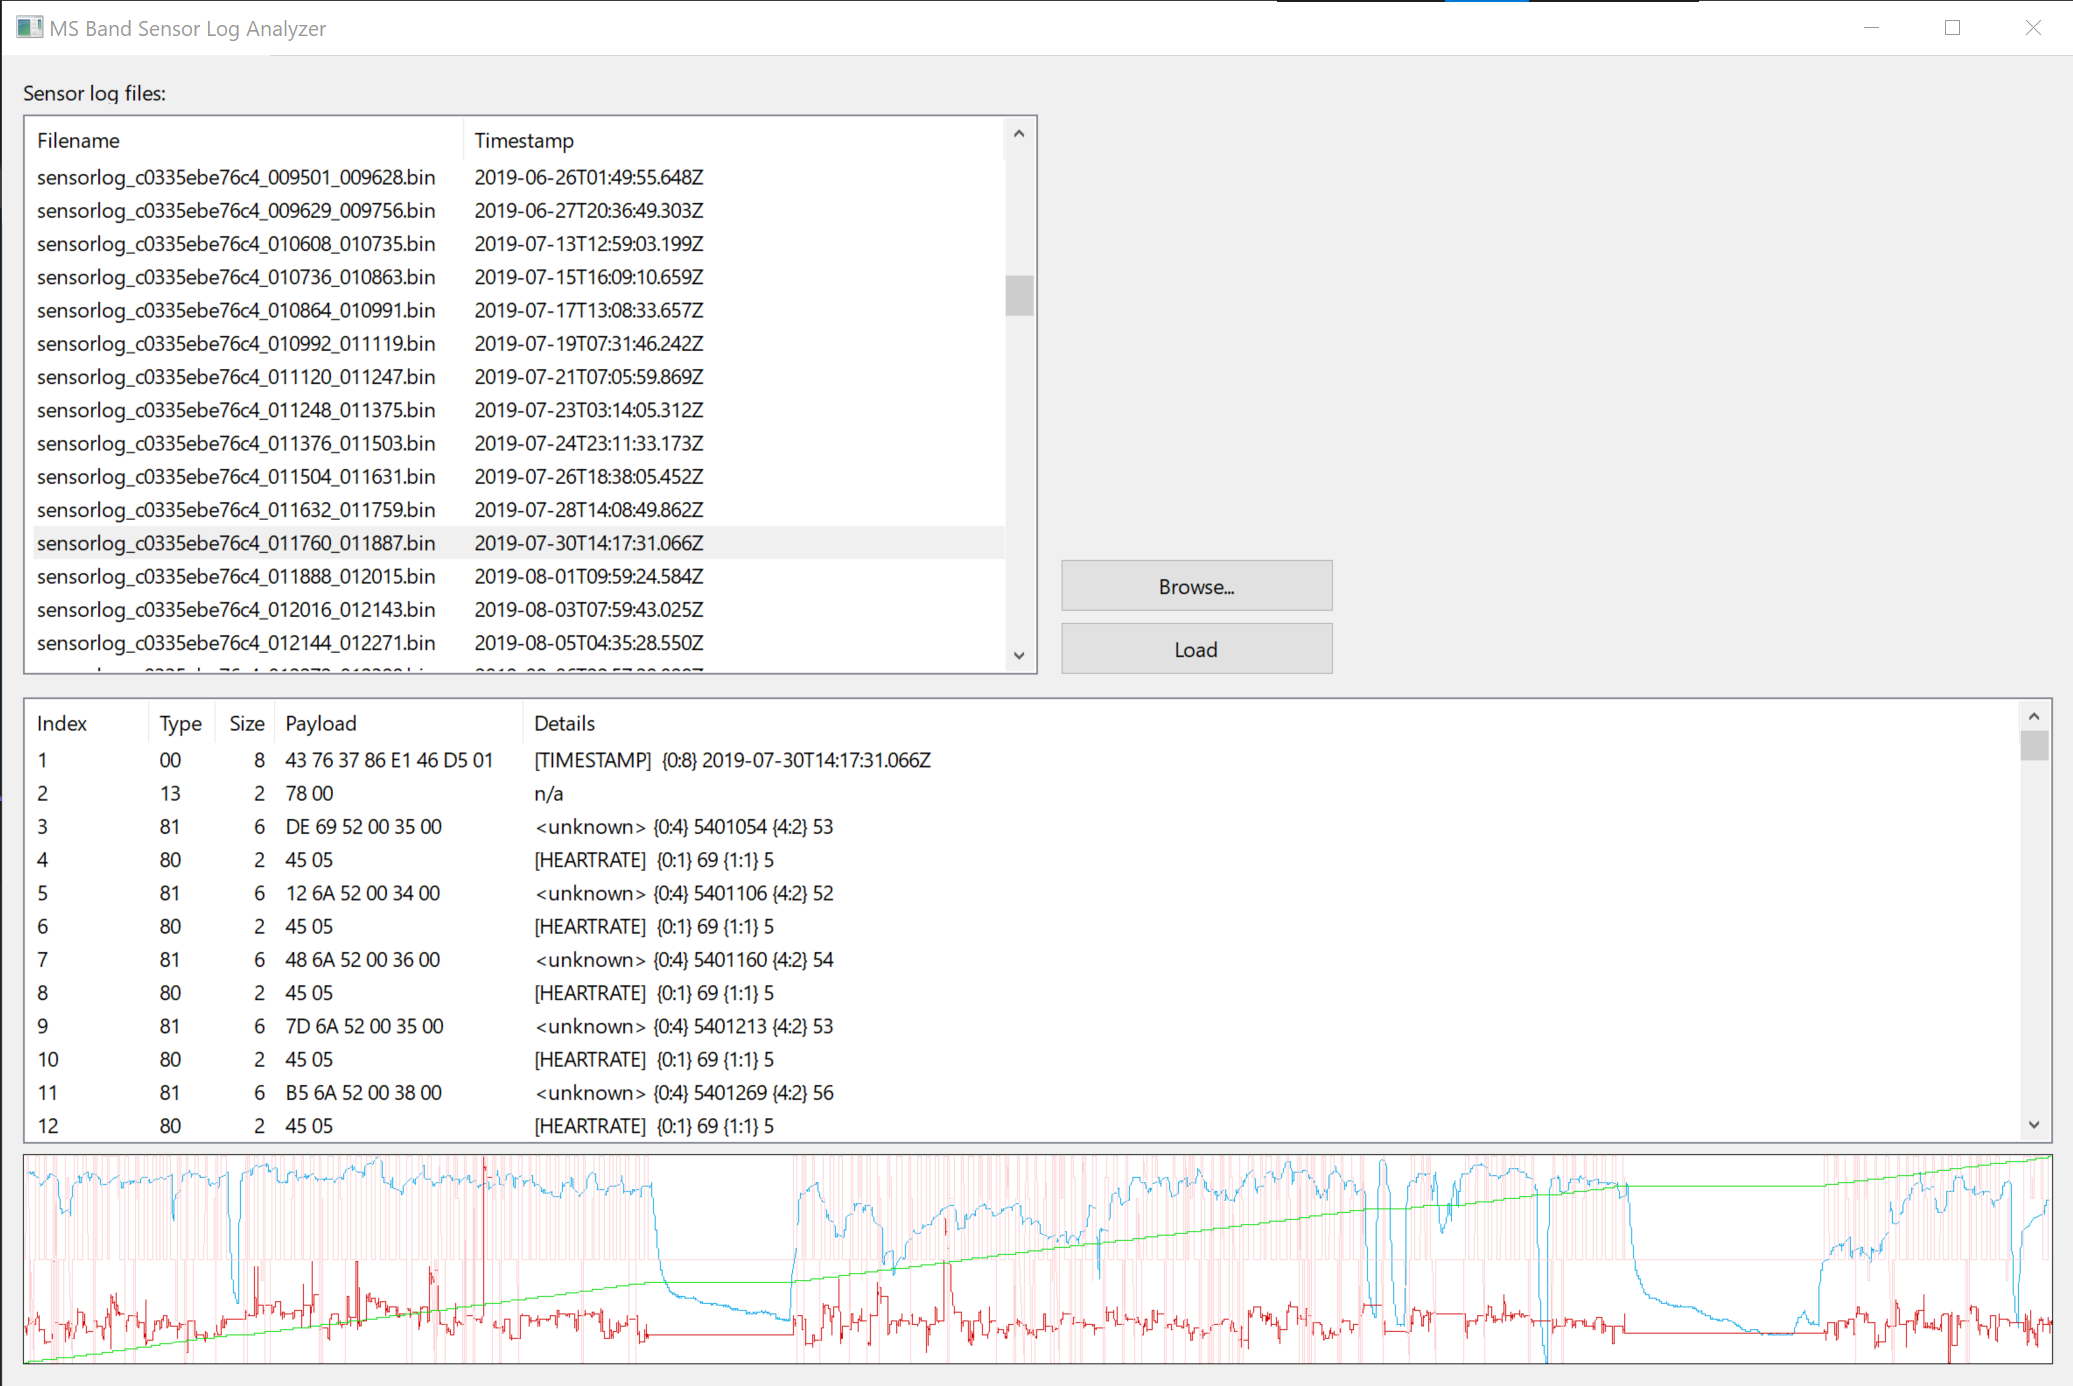 MS Band Sensor Log Analyzer
Sensor log files:
Filename Timestamp
sensorlog_c0335ebe76c4_009501_009628.bin 2019-06-26T01:49:55.648Z
sensorlog_c0335ebe76c4_009629_009756.bin 2019-06-27T20:36:49.303Z
sensorlog_c0335ebe76c4_010608_010735.bin 2019-07-13T12:59:03.199Z
sensorlog_c0335ebe76c4_010736_010863.bin 2019-07-15T16:09:10.659Z
sensorlog_c0335ebe76c4_010864_010991.bin 2019-07-17T13:08:33.657Z
sensorlog_c0335ebe76c4_010992_011119.bin 2019-07-19T07:31:46.242Z
sensorlog_c0335ebe76c4_011120_011247.bin 2019-07-21T07:05:59.869Z
sensorlog_c0335ebe76c4_011248_011375.bin 2019-07-23T03:14:05.312Z
sensorlog_c0335ebe76c4_011376_011503.bin 2019-07-24T23:11:33.173Z
sensorlog_c0335ebe76c4_011504_011631.bin 2019-07-26T18:38:05.452Z
sensorlog_c0335ebe76c4_011632_011759.bin 2019-07-28T14:08:49.862Z
sensorlog_c0335ebe76c4_011760_011887.bin 2019-07-30T14:17:31.066Z
sensorlog_c0335ebe76c4_011888_012015.bin 2019-08-01T09:59:24.584Z
sensorlog_c0335ebe76c4_012016_012143.bin 2019-08-03T07:59:43.025Z
sensorlog_c0335ebe76c4_012144_012271.bin 2019-08-05T04:35:28.550Z
Browse...
Load
Index Type Size Payload Details
1 00 8 43 76 37 86 E1 46 D5 01 [TIMESTAMP] {0:8} 2019-07-30T14:17:31.066Z
2 13 2 78 00 n/a
3 81 6 DE 69 52 00 35 00 <unknown> {0:4} 5401054 {4:2} 53
4 80 2 45 05 [HEARTRATE] {0:1} 69 {1:1} 5
5 81 6 12 6A 52 00 34 00 <unknown> {0:4} 5401106 {4:2} 52
6 80 2 45 05 [HEARTRATE] {0:1} 69 {1:1} 5
7 81 6 48 6A 52 00 36 00 <unknown> {0:4} 5401160 {4:2} 54
8 80 2 45 05 [HEARTRATE] {0:1} 69 {1:1} 5
9 81 6 7D 6A 52 00 35 00 <unknown> {0:4} 5401213 {4:2} 53
10 80 2 45 05 [HEARTRATE] {0:1} 69 {1:1} 5
11 81 6 B5 6A 52 00 38 00 <unknown> {0:4} 5401269 {4:2} 56
12 80 2 45 05 [HEARTRATE] {0:1} 69 {1:1} 5